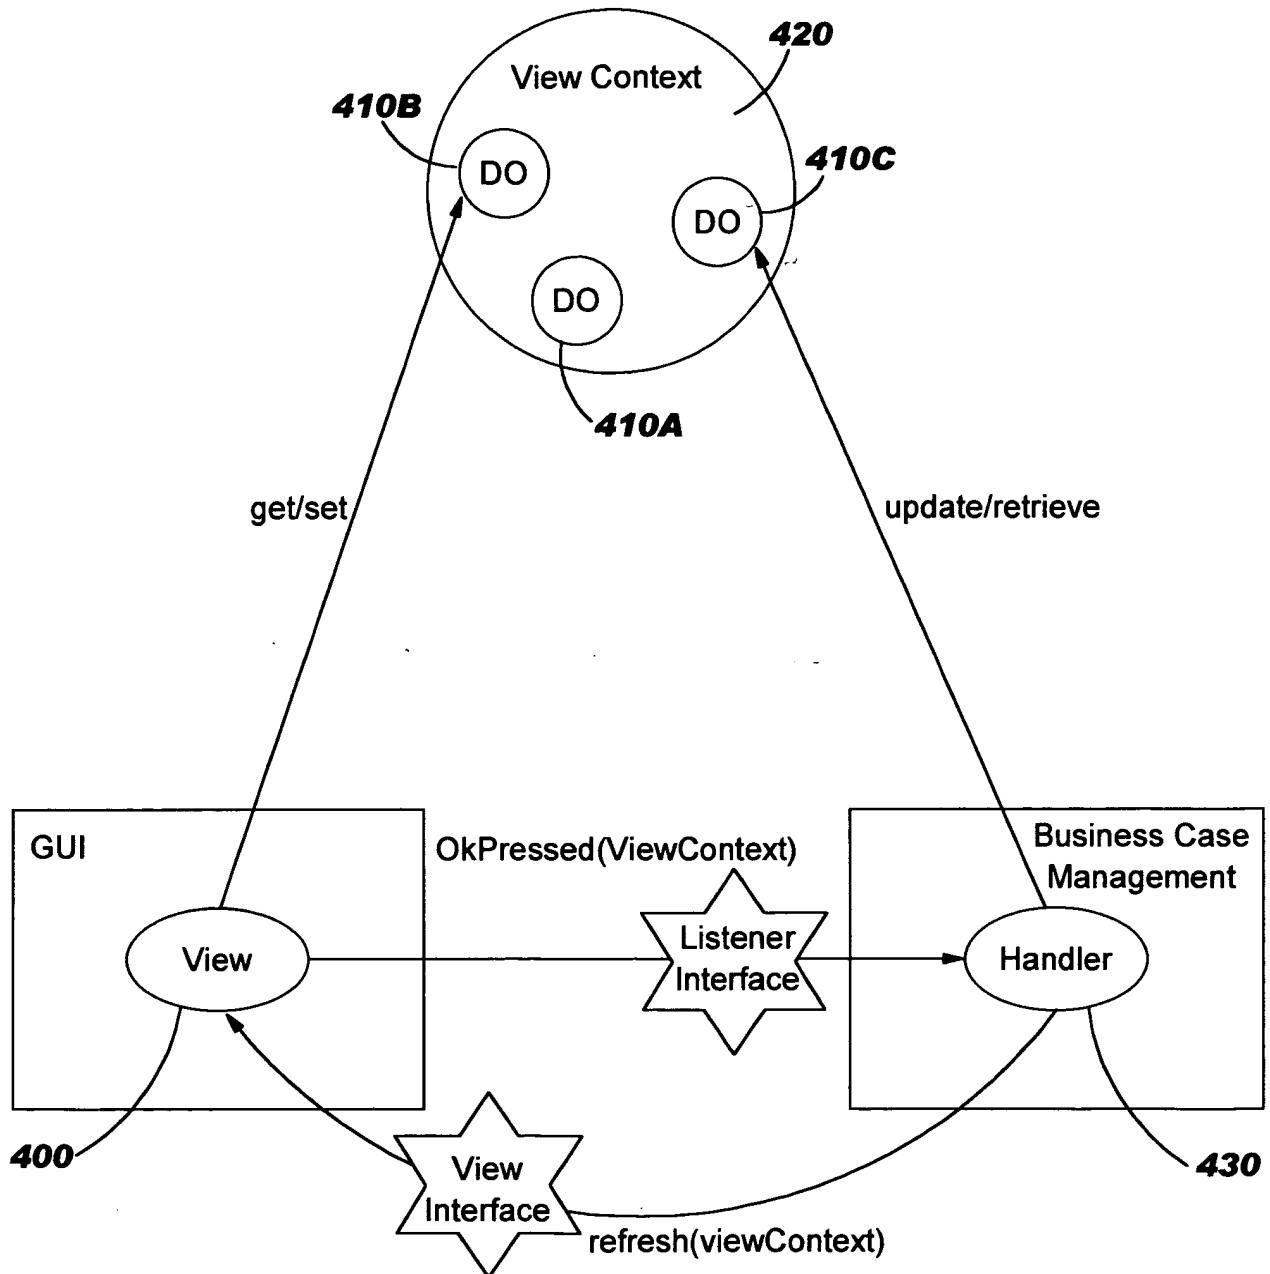 420
View Context
410B
410C
DO
DO
DO
410A
get/set
update/retrieve
GUI
OkPressed(ViewContext)
Business Case
Management
Listener
Interface
View
Handler
400
View
Interface
430
refresh(viewContext)